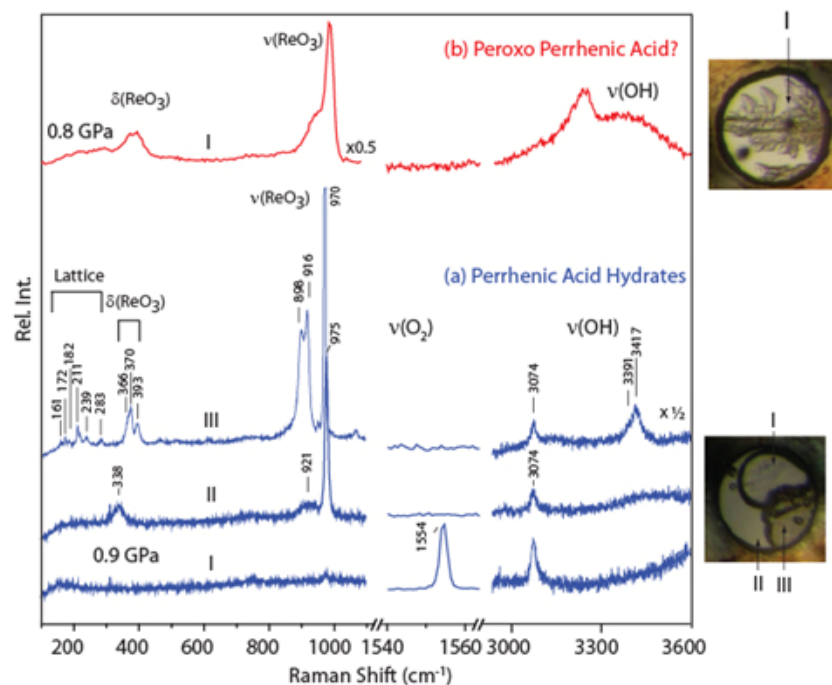 ν(ReO₃)
(b) Peroxo Perrhenic Acid?
δ(ReO₃)
ν(OH)
0.8 GPa
I
x0.5
I
ν(ReO₃)
970
Lattice
(a) Perrhenic Acid Hydrates
δ(ReO₃)
898
916
975
ν(O₂)
ν(OH)
161
172
182
211
239
283
366
370
393
3074
3391
3417
III
x ½
338
II
921
3074
1554
0.9 GPa
I
I
II III
Rel. Int.
200 400 600 800 1000 1540 1560 3000 3300 3600
Raman Shift (cm⁻¹)